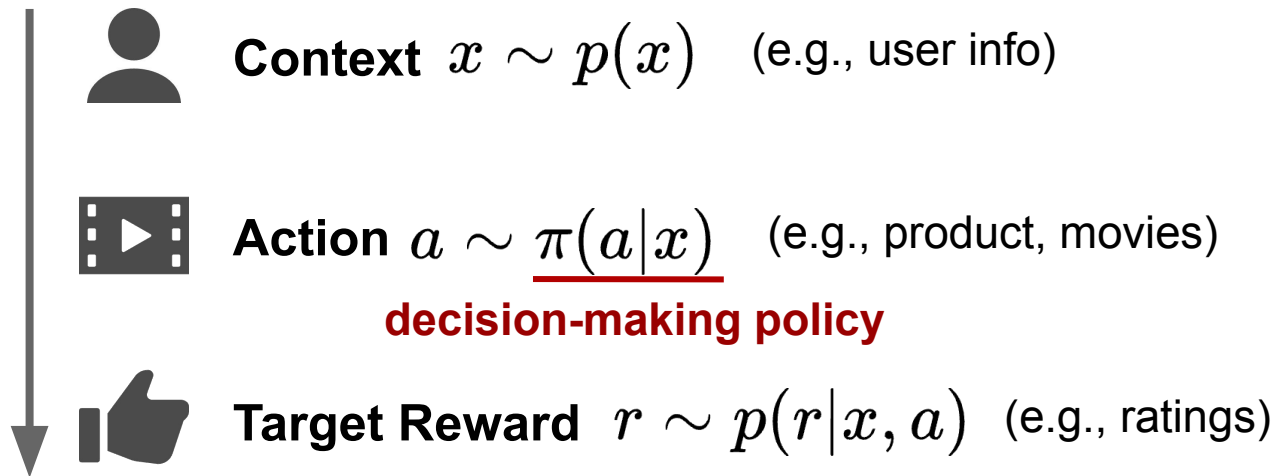 Context x ∼ p(x) (e.g., user info)
Action a ∼ π(a|x) (e.g., product, movies)
decision-making policy
Target Reward r ∼ p(r|x, a) (e.g., ratings)